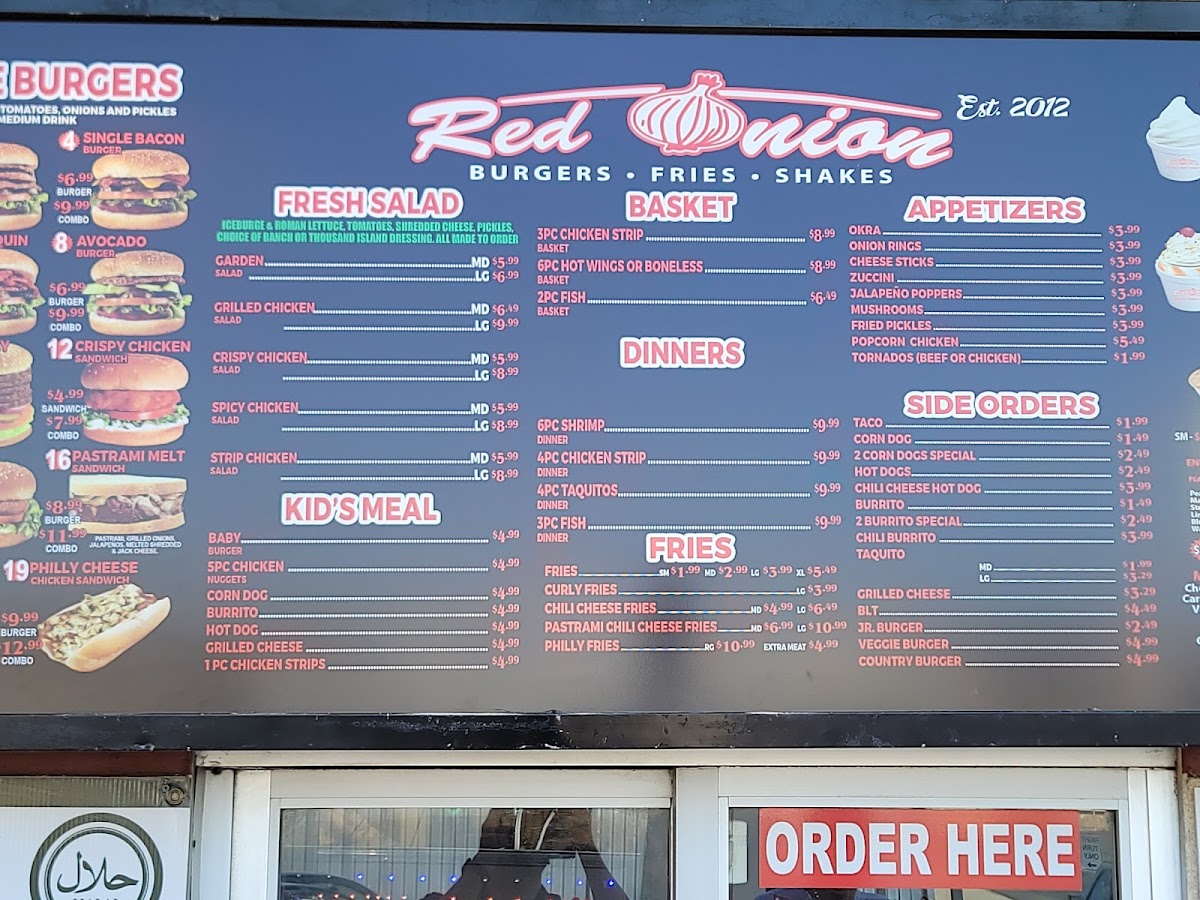 E BURGERS
TOMATOES, ONIONS AND PICKLES
MEDIUM DRINK
4 SINGLE BACON
BURGER
$6.99
BURGER
$9.99
COMBO
QUIN
8 AVOCADO
BURGER
$6.99
BURGER
$9.99
COMBO
Y
12 CRISPY CHICKEN
SANDWICH
$4.99
SANDWICH
$7.99
COMBO
16 PASTRAMI MELT
SANDWICH
$8.99
BURGER
$11.99
COMBO
PASTRAMI, GRILLED ONIONS,
JALAPENOS, MELTED SHREDDED
& JACK CHEESE.
19 PHILLY CHEESE
CHICKEN SANDWICH
$9.99
BURGER
$12.99
COMBO
Red Onion
Est. 2012
BURGERS • FRIES • SHAKES
FRESH SALAD
ICEBURGE & ROMAN LETTUCE, TOMATOES, SHREDDED CHEESE, PICKLES,
CHOICE OF RANCH OR THOUSAND ISLAND DRESSING. ALL MADE TO ORDER
GARDEN MD $5.99
SALAD LG $6.99
GRILLED CHICKEN MD $6.49
SALAD LG $9.99
CRISPY CHICKEN MD $5.99
SALAD LG $8.99
SPICY CHICKEN MD $5.99
SALAD LG $8.99
STRIP CHICKEN MD $5.99
SALAD LG $8.99
KID'S MEAL
BABY $4.99
BURGER
5PC CHICKEN $4.99
NUGGETS
CORN DOG $4.99
BURRITO $4.99
HOT DOG $4.99
GRILLED CHEESE $4.99
1 PC CHICKEN STRIPS $4.99
BASKET
3PC CHICKEN STRIP $8.99
BASKET
6PC HOT WINGS OR BONELESS $8.99
BASKET
2PC FISH $6.49
BASKET
DINNERS
6PC SHRIMP $9.99
DINNER
4PC CHICKEN STRIP $9.99
DINNER
4PC TAQUITOS $9.99
DINNER
3PC FISH $9.99
DINNER
FRIES
FRIES SM $1.99 MD $2.99 LG $3.99 XL $5.49
CURLY FRIES LG $3.99
CHILI CHEESE FRIES MD $4.99 LG $6.49
PASTRAMI CHILI CHEESE FRIES MD $6.99 LG $10.99
PHILLY FRIES RG $10.99 EXTRA MEAT $4.99
APPETIZERS
OKRA $3.99
ONION RINGS $3.99
CHEESE STICKS $3.99
ZUCCINI $3.99
JALAPEÑO POPPERS $3.99
MUSHROOMS $3.99
FRIED PICKLES $3.99
POPCORN CHICKEN $5.49
TORNADOS (BEEF OR CHICKEN) $1.99
SIDE ORDERS
TACO $1.99
CORN DOG $1.49
2 CORN DOGS SPECIAL $2.49
HOT DOGS $2.49
CHILI CHEESE HOT DOG $3.99
BURRITO $1.49
2 BURRITO SPECIAL $2.49
CHILI BURRITO $3.99
TAQUITO
MD $1.99
LG $3.29
GRILLED CHEESE $3.29
BLT $4.49
JR. BURGER $2.49
VEGGIE BURGER $4.99
COUNTRY BURGER $4.99
SM - $
حلال
ORDER HERE